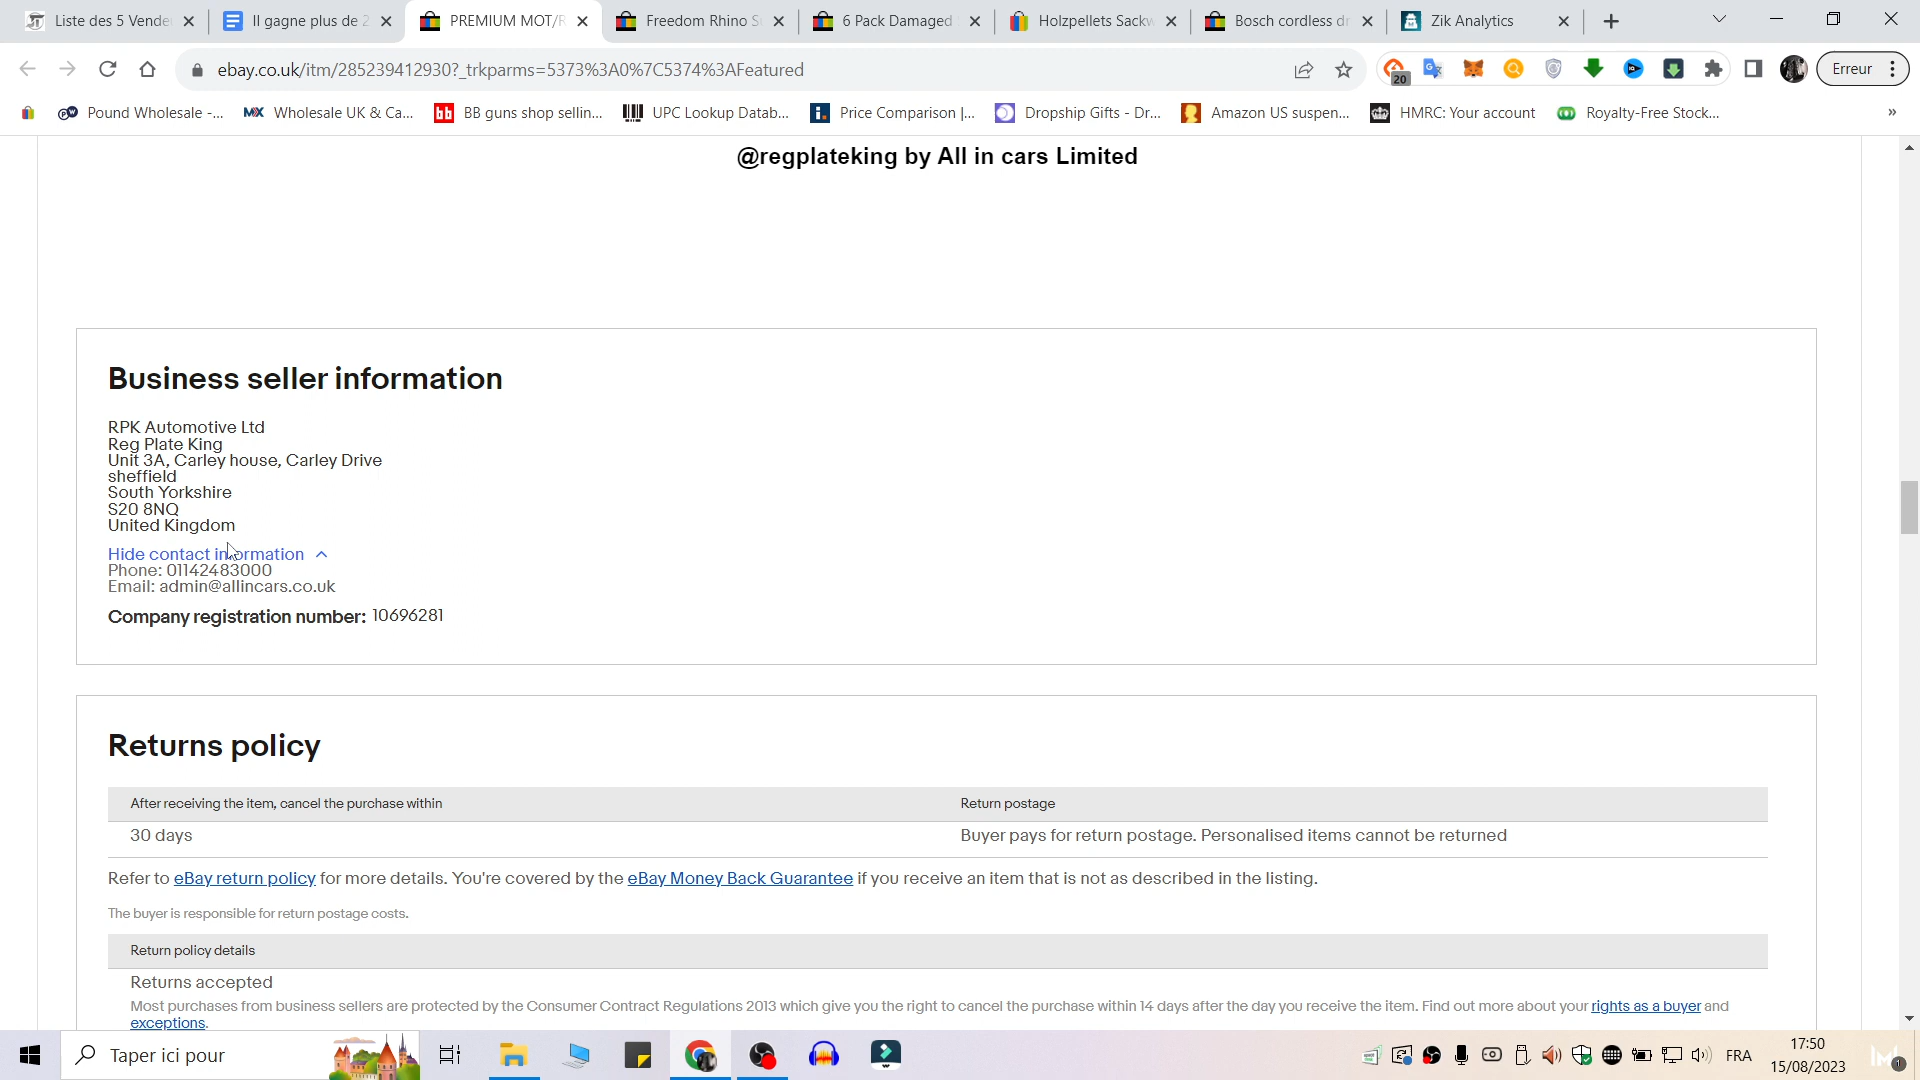 Liste des 5 Vende
Il gagne plus de 2
PREMIUM MOT/R
Freedom Rhino S
6 Pack Damaged
Holzpellets Sackw
Bosch cordless dr
Zik Analytics
ebay.co.uk/itm/285239412930?_trkparms=5373%3A0%7C5374%3AFeatured
20
Erreur
Pound Wholesale -...
Wholesale UK & Ca...
BB guns shop sellin...
UPC Lookup Datab...
Price Comparison |...
Dropship Gifts - Dr...
Amazon US suspen...
HMRC: Your account
Royalty-Free Stock...
»
@regplateking by All in cars Limited
Business seller information
RPK Automotive Ltd
Reg Plate King
Unit 3A, Carley house, Carley Drive
sheffield
South Yorkshire
S20 8NQ
United Kingdom
Hide contact information
Phone: 01142483000
Email: admin@allincars.co.uk
Company registration number: 10696281
Returns policy
After receiving the item, cancel the purchase within
Return postage
30 days
Buyer pays for return postage. Personalised items cannot be returned
Refer to eBay return policy for more details. You're covered by the eBay Money Back Guarantee if you receive an item that is not as described in the listing.
The buyer is responsible for return postage costs.
Return policy details
Returns accepted
Most purchases from business sellers are protected by the Consumer Contract Regulations 2013 which give you the right to cancel the purchase within 14 days after the day you receive the item. Find out more about your rights as a buyer and
exceptions.
Taper ici pour
FRA
17:50
15/08/2023
1